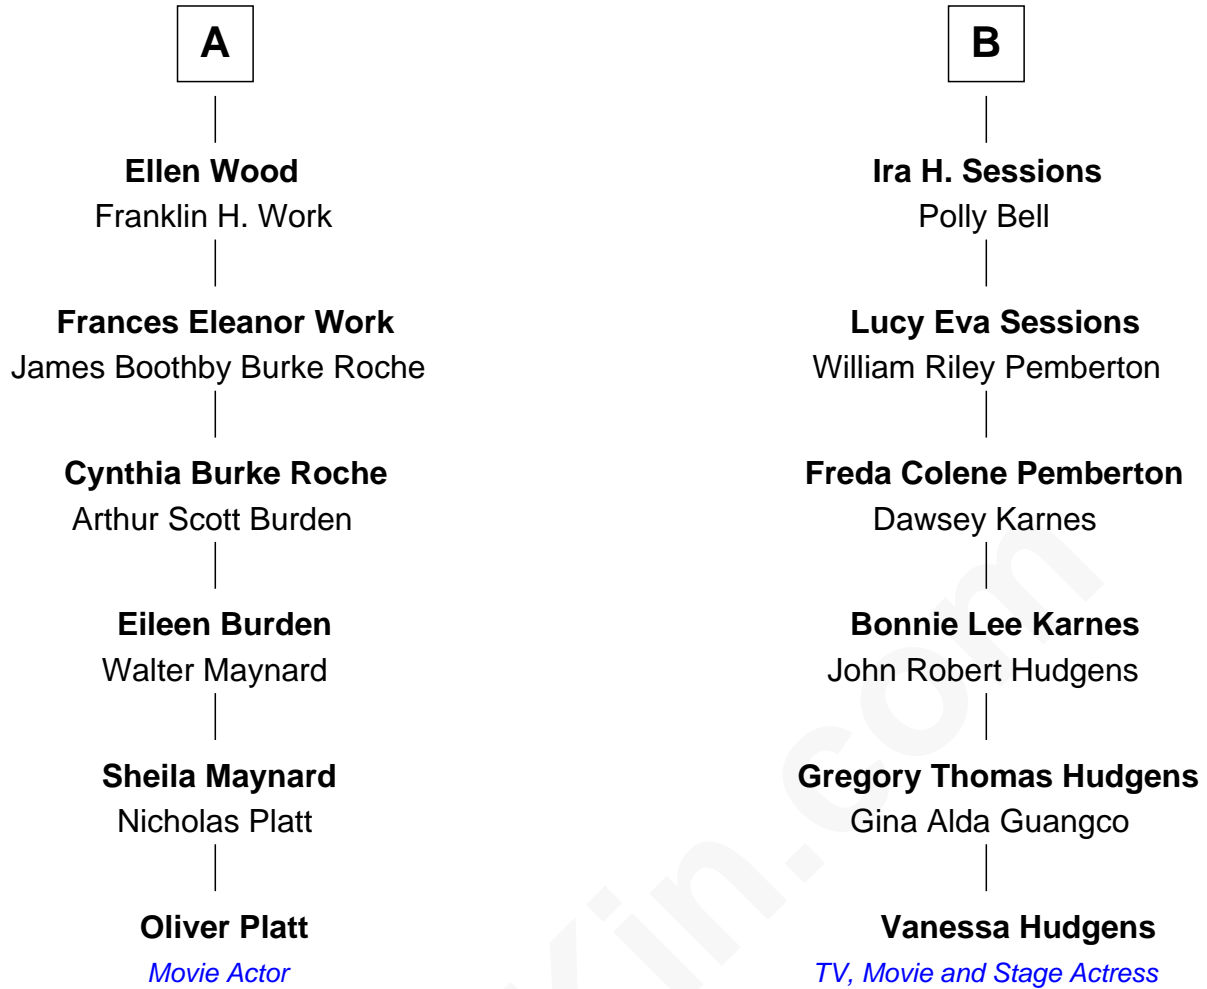 A
B
Ellen Wood
Franklin H. Work
Ira H. Sessions
Polly Bell
Frances Eleanor Work
James Boothby Burke Roche
Lucy Eva Sessions
William Riley Pemberton
Cynthia Burke Roche
Arthur Scott Burden
Freda Colene Pemberton
Dawsey Karnes
Eileen Burden
Walter Maynard
Bonnie Lee Karnes
John Robert Hudgens
Sheila Maynard
Nicholas Platt
Gregory Thomas Hudgens
Gina Alda Guangco
Oliver Platt
Movie Actor
Vanessa Hudgens
TV, Movie and Stage Actress
Kin.com